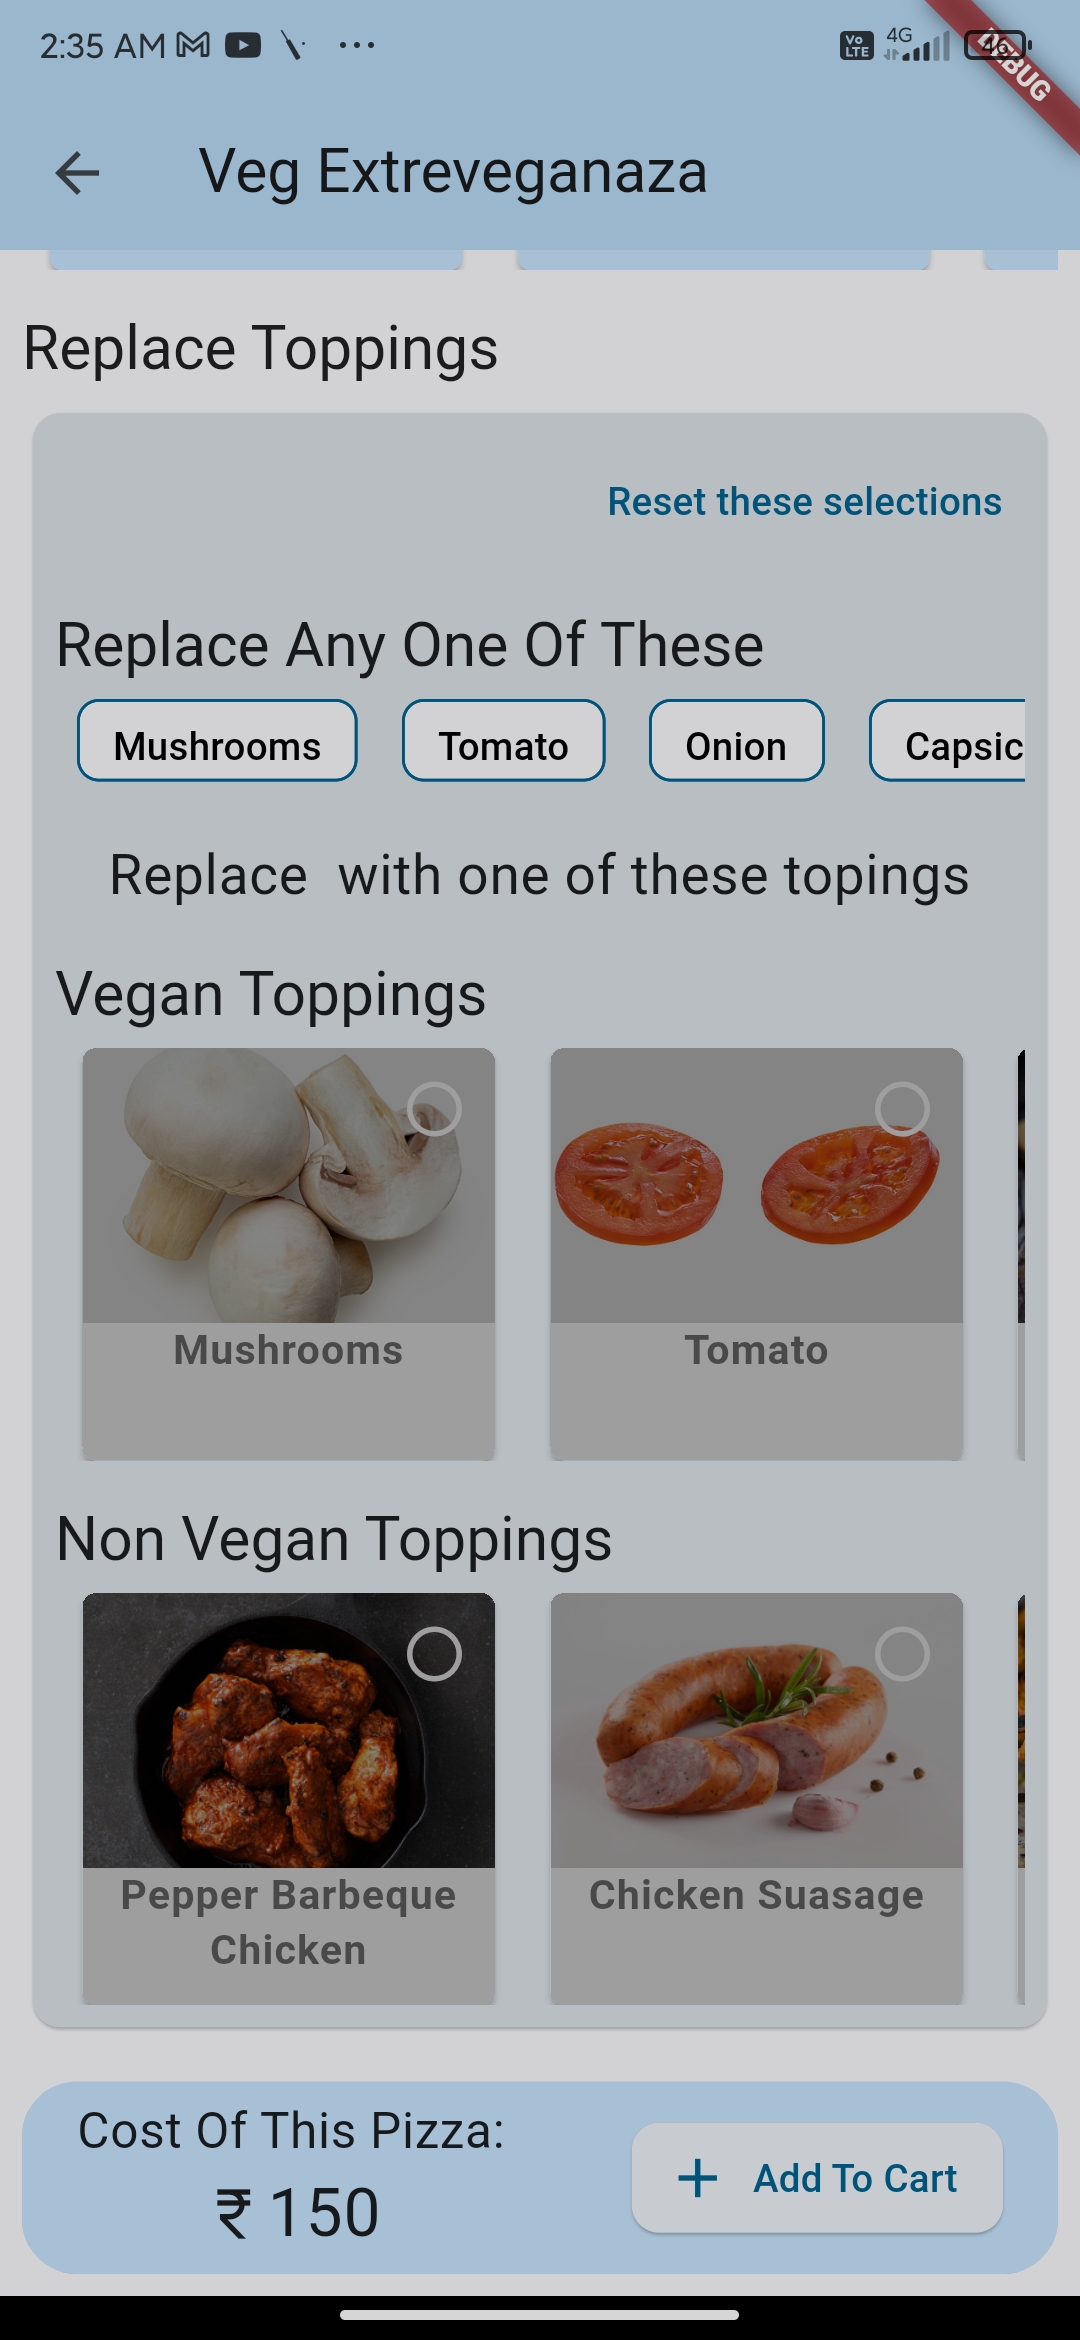 2:35 AM
Vo LTE 4G 46
DEBUG
Veg Extreveganaza
Replace Toppings
Reset these selections
Replace Any One Of These
Mushrooms Tomato Onion Capsic
Replace  with one of these topings
Vegan Toppings
Mushrooms Tomato
Non Vegan Toppings
Pepper Barbeque Chicken
Chicken Suasage
Cost Of This Pizza:
₹ 150
+ Add To Cart